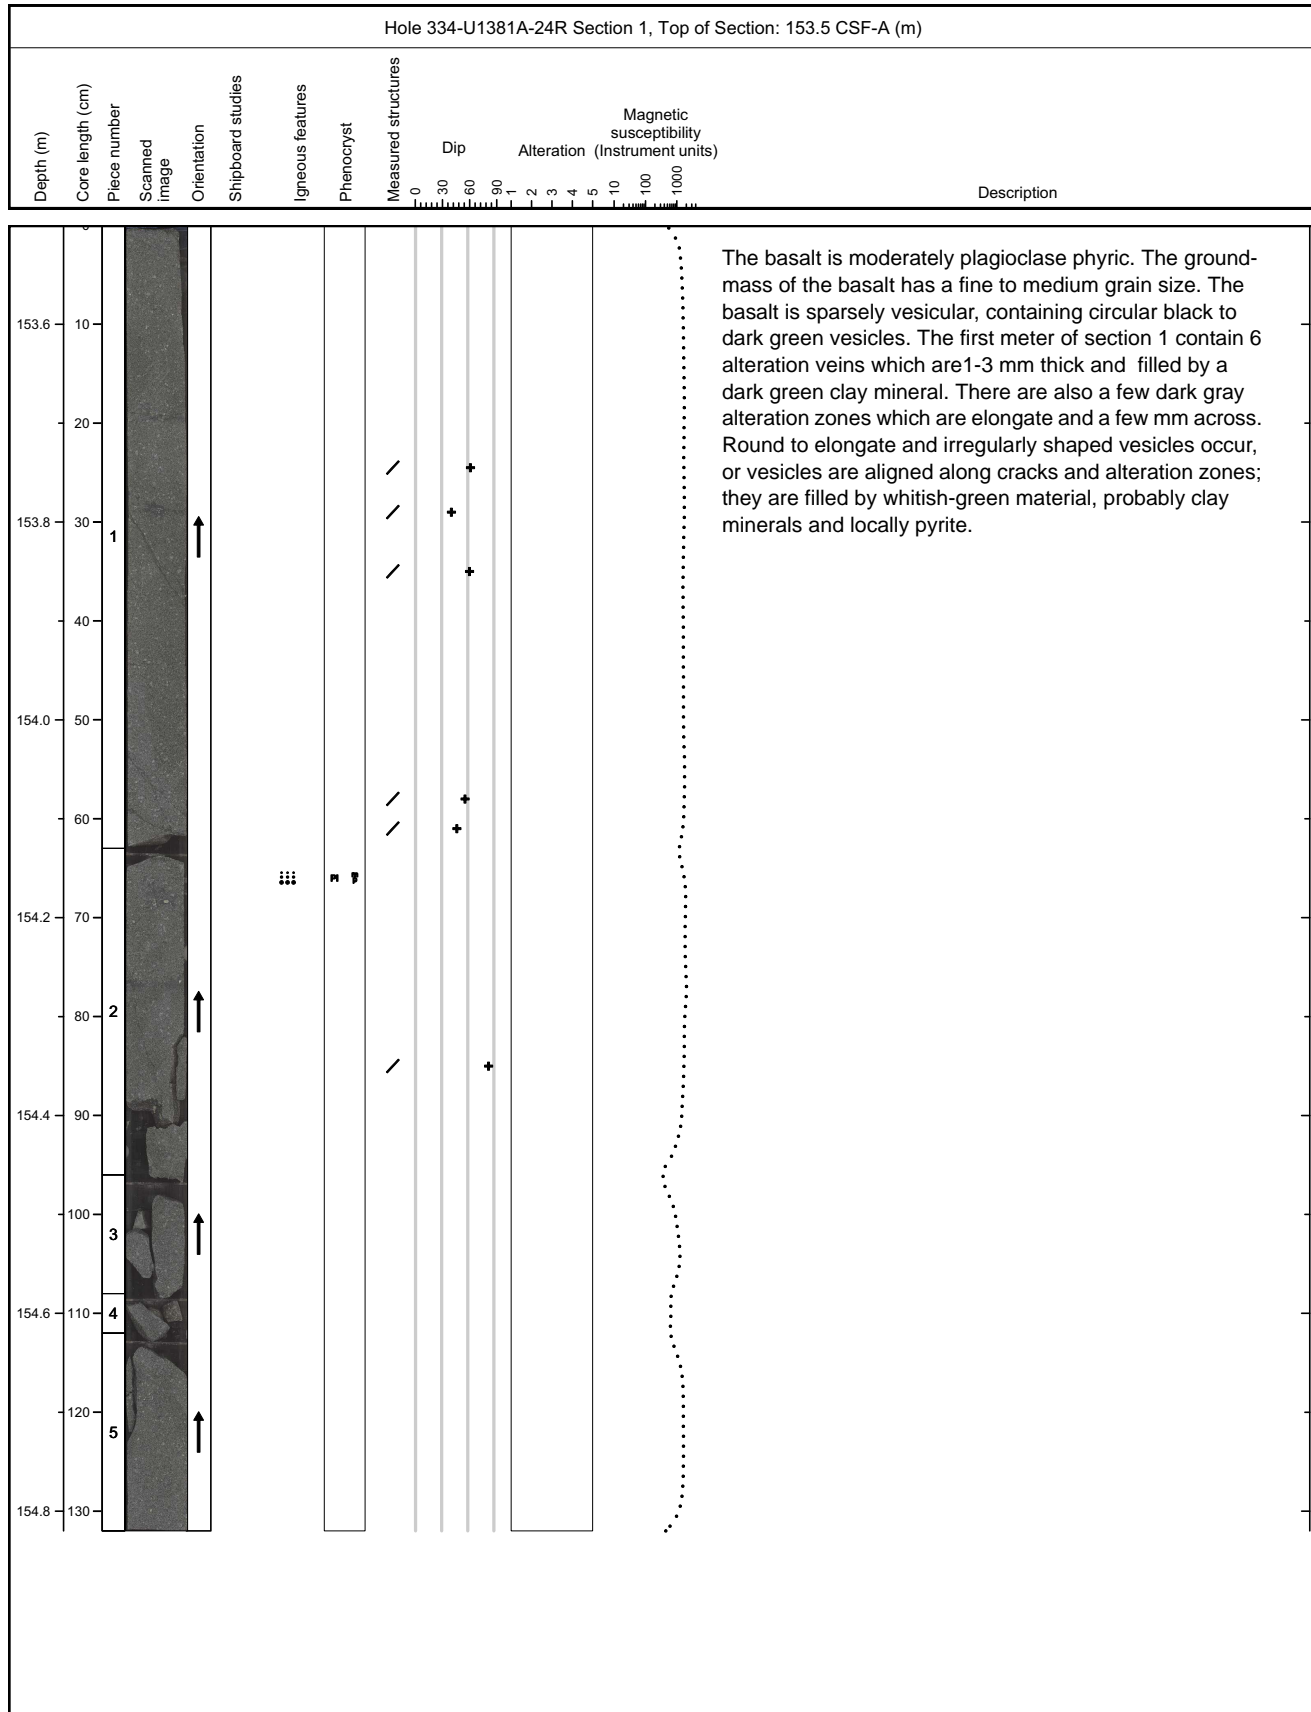 Hole 334-U1381A-24R Section 1, Top of Section: 153.5 CSF-A (m)
Depth (m)
Core length (cm)
Piece number
Scanned
image
Orientation
Shipboard studies
Igneous features
Phenocryst
Measured structures
Dip
0 30 60 90
Alteration
1 2 3 4 5
Magnetic
susceptibility
(Instrument units)
10 100 1000
Description
The basalt is moderately plagioclase phyric. The ground-
mass of the basalt has a fine to medium grain size. The
basalt is sparsely vesicular, containing circular black to
dark green vesicles. The first meter of section 1 contain 6
alteration veins which are1-3 mm thick and filled by a
dark green clay mineral. There are also a few dark gray
alteration zones which are elongate and a few mm across.
Round to elongate and irregularly shaped vesicles occur,
or vesicles are aligned along cracks and alteration zones;
they are filled by whitish-green material, probably clay
minerals and locally pyrite.
0
153.6 10
20
153.8 30
1
40
154.0 50
60
154.2 70
80
2
154.4 90
100
3
154.6 110
4
120
5
154.8 130